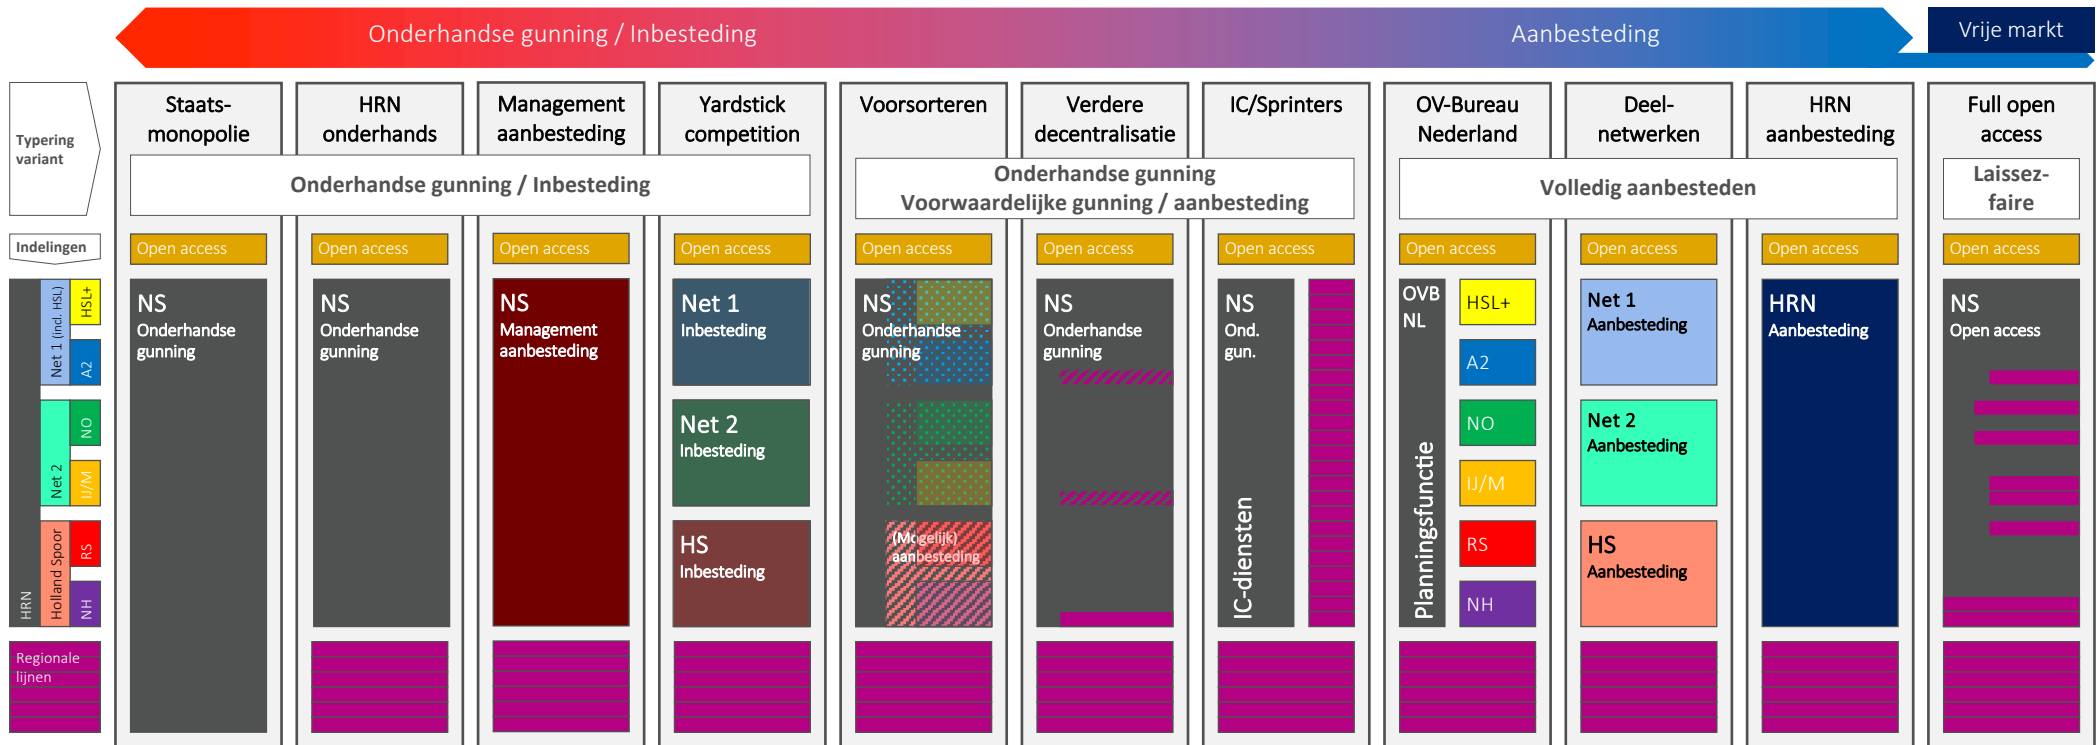 Onderhandse gunning / Inbesteding
Aanbesteding
Vrije markt
Typering
variant
Staats-
monopolie
HRN
onderhands
Management
aanbesteding
Yardstick
competition
Voorsorteren
Verdere
decentralisatie
IC/Sprinters
OV-Bureau
Nederland
Deel-
netwerken
HRN
aanbesteding
Full open
access
Onderhandse gunning / Inbesteding
Onderhandse gunning
Voorwaardelijke gunning / aanbesteding
Volledig aanbesteden
Laissez-
faire
Indelingen
Open access
Open access
Open access
Open access
Open access
Open access
Open access
Open access
Open access
Open access
Open access
HRN
Net 1 (incl. HSL)
Net 2
Holland Spoor
HSL+
A2
NO
IJ/M
RS
NH
Regionale
lijnen
NS
Onderhandse
gunning
NS
Onderhandse
gunning
NS
Management
aanbesteding
Net 1
Inbesteding
Net 2
Inbesteding
HS
Inbesteding
NS
Onderhandse
gunning
(Mogelijk)
aanbesteding
NS
Onderhandse
gunning
NS
Ond.
gun.
IC-diensten
OVB
NL
Planningsfunctie
HSL+
A2
NO
IJ/M
RS
NH
Net 1
Aanbesteding
Net 2
Aanbesteding
HS
Aanbesteding
HRN
Aanbesteding
NS
Open access